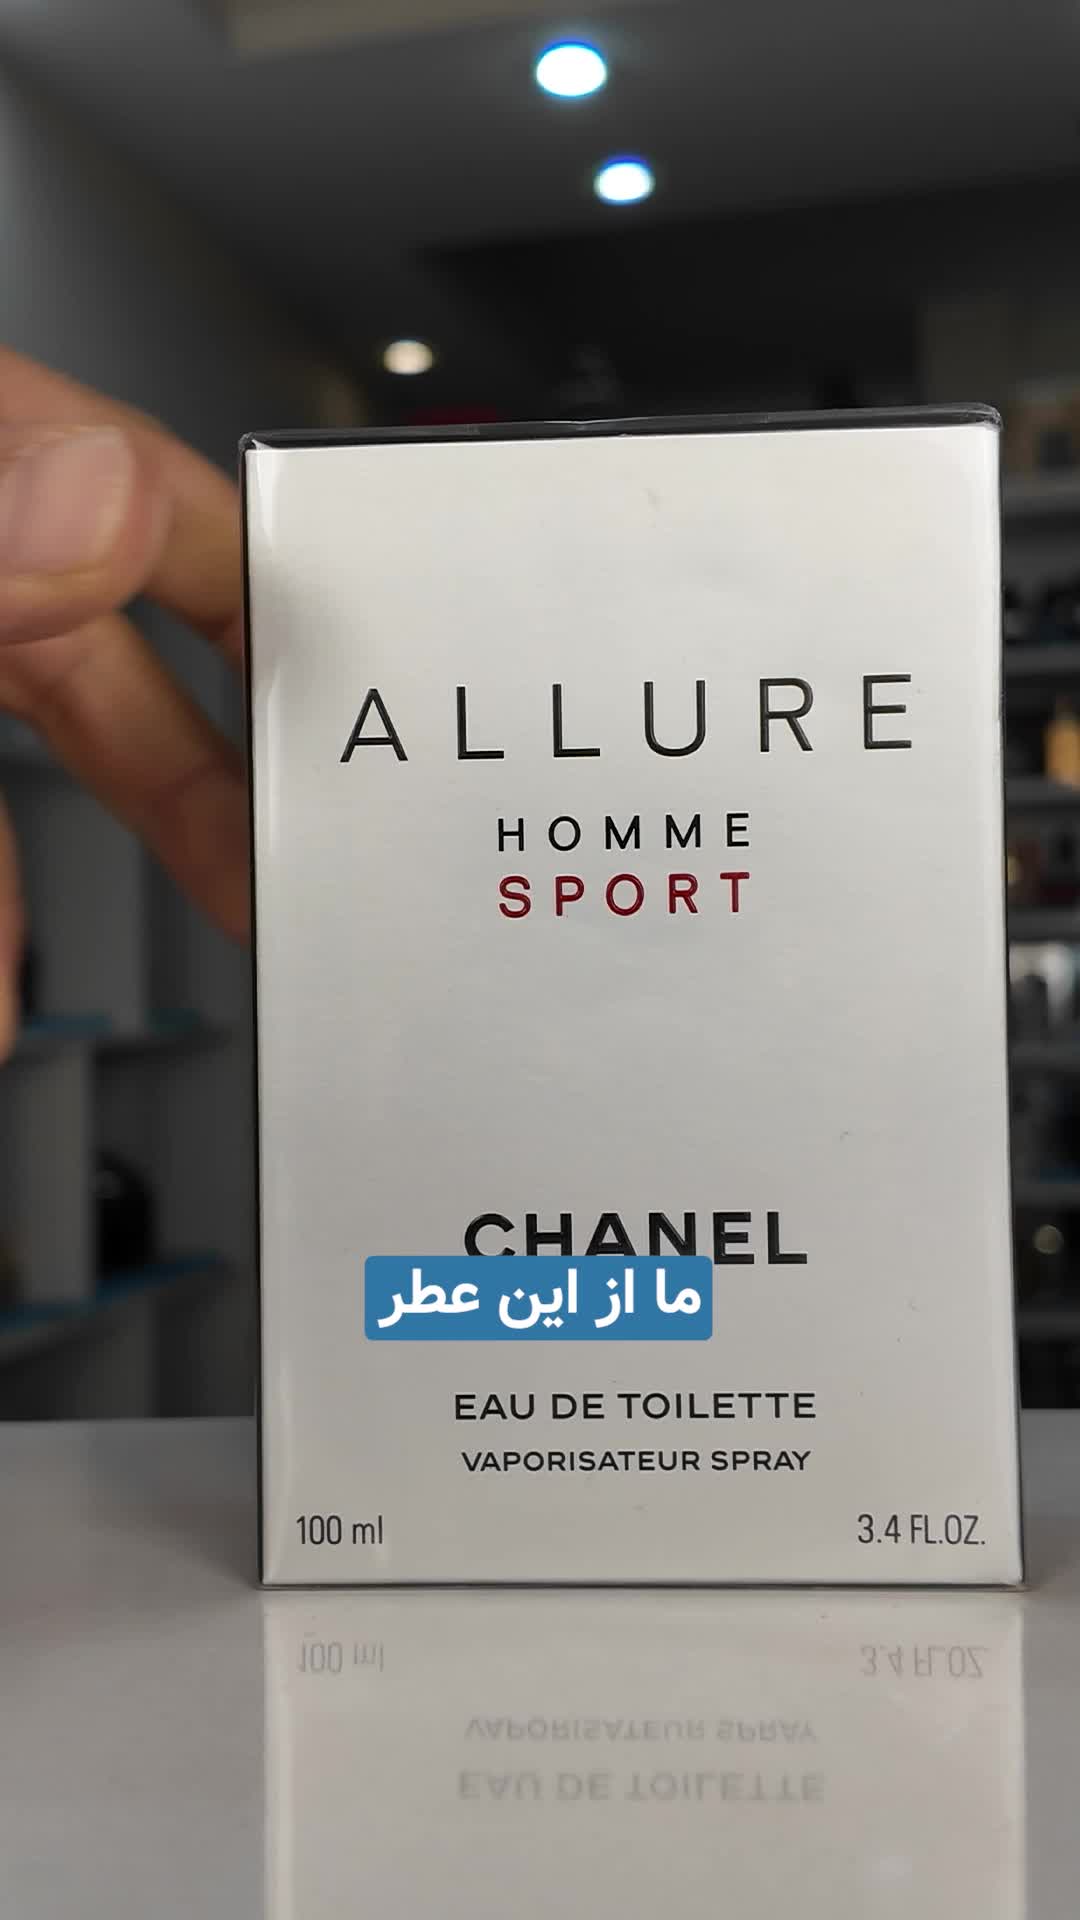 ALLURE
HOMME
SPORT
CHANEL
ما از این عطر
EAU DE TOILETTE
VAPORISATEUR SPRAY
100 ml
3.4 FL.OZ.